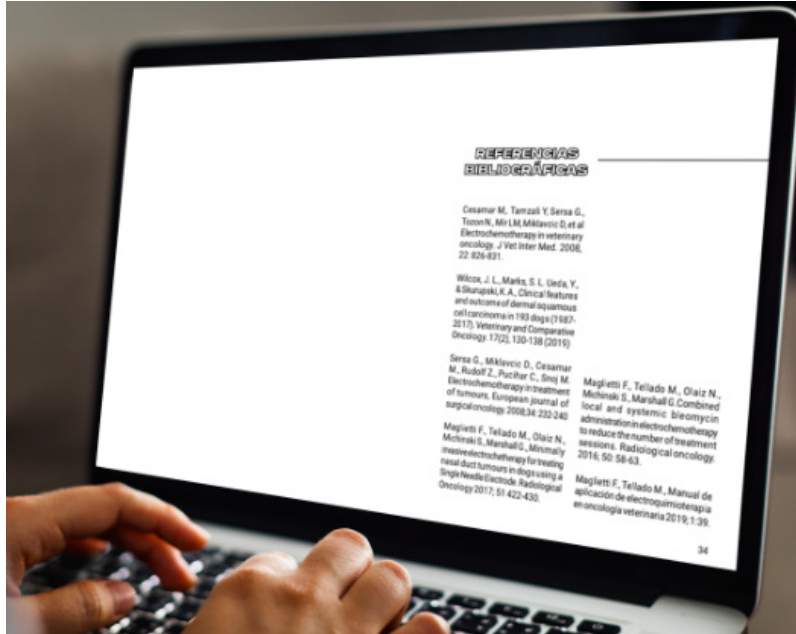 REFERENCIAS
BIBLIOGRÁFICAS
Cesamar M, Tamzali Y, Sersa G.,
Tozon N., Mir LM, Miklavcic D, et al
Electrochemotherapy in veterinary
oncology. J Vet Inter Med. 2008,
22: 826-831.
Wilcox, J. L., Marks, S. L. Ueda, Y.,
& Skurupski, K. A., Clinical features
and outcome of dermal squamous
cell carcinoma in 193 dogs (1987-
2017). Veterinary and Comparative
Oncology. 17(2), 130-138 (2019)
Sersa G., Miklavcic D., Cesamar
M., Rudolf Z., Pucihar C., Snoj M.
Electrochemotherapy in treatment
of tumours, European journal of
surgical oncology. 2008;34: 232-240
Maglietti F., Tellado M., Olaiz N.,
Michinski S., Marshall G., Minimally
invasive electrochetherapy for treating
nasal duct tumours in dogs using a
Single Needle Electrode. Radiological
Oncology 2017; 51 422-430.
Maglietti F., Tellado M., Olaiz N.,
Michinski S., Marshall G.Combined
local and systemic bleomycin
administration in electrochemotherapy
to reduce the number of treatment
sessions. Radiological oncology.
2016; 50: 58-63.
Maglietti F., Tellado M., Manual de
aplicación de electroquimioterapia
en oncología veterinaria 2019; 1:39.
34